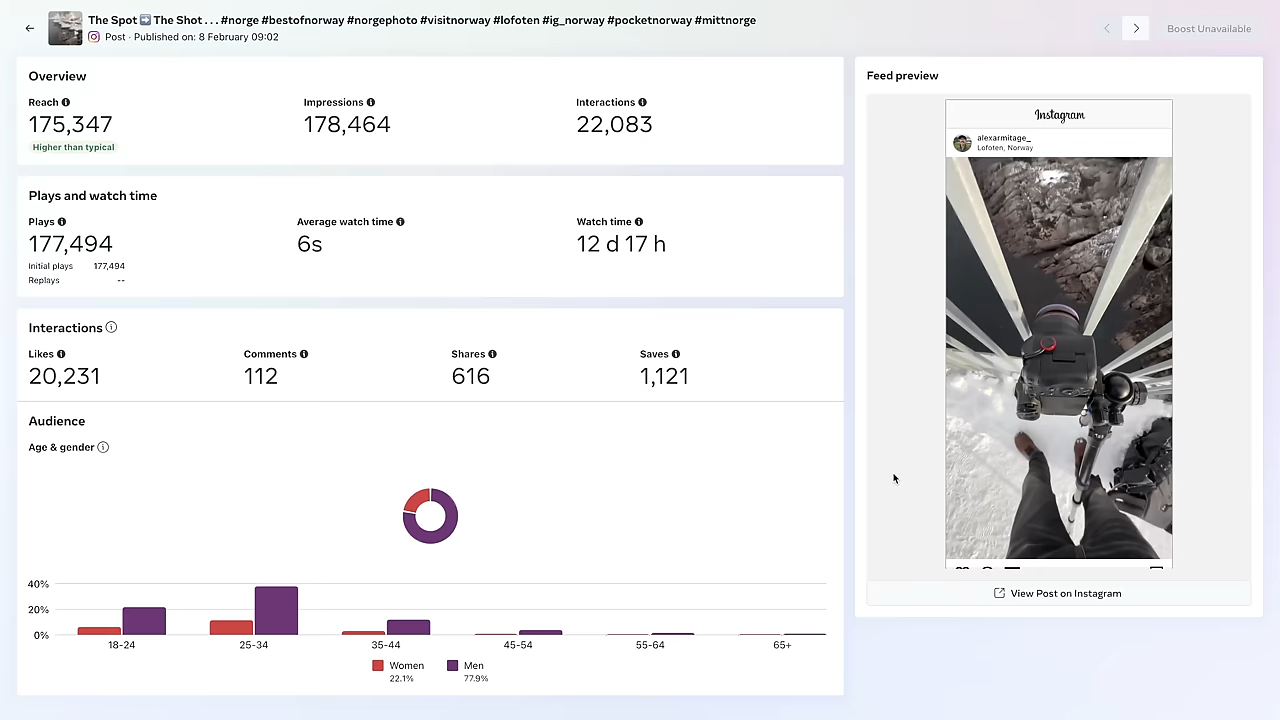 The Spot ➡️ The Shot . . . #norge #bestofnorway #norgephoto #visitnorway #lofoten #ig_norway #pocketnorway #mittnorge
Post · Published on: 8 February 09:02
Boost Unavailable
Overview
Reach
Impressions
Interactions
175,347
178,464
22,083
Higher than typical
Plays and watch time
Plays
Average watch time
Watch time
177,494
6s
12 d 17 h
Initial plays 177,494
Replays --
Interactions
Likes
Comments
Shares
Saves
20,231
112
616
1,121
Audience
Age & gender
40%
20%
0%
18-24
25-34
35-44
45-54
55-64
65+
Women
Men
22.1%
77.9%
Feed preview
Instagram
alexarmitage_
Lofoten, Norway
View Post on Instagram